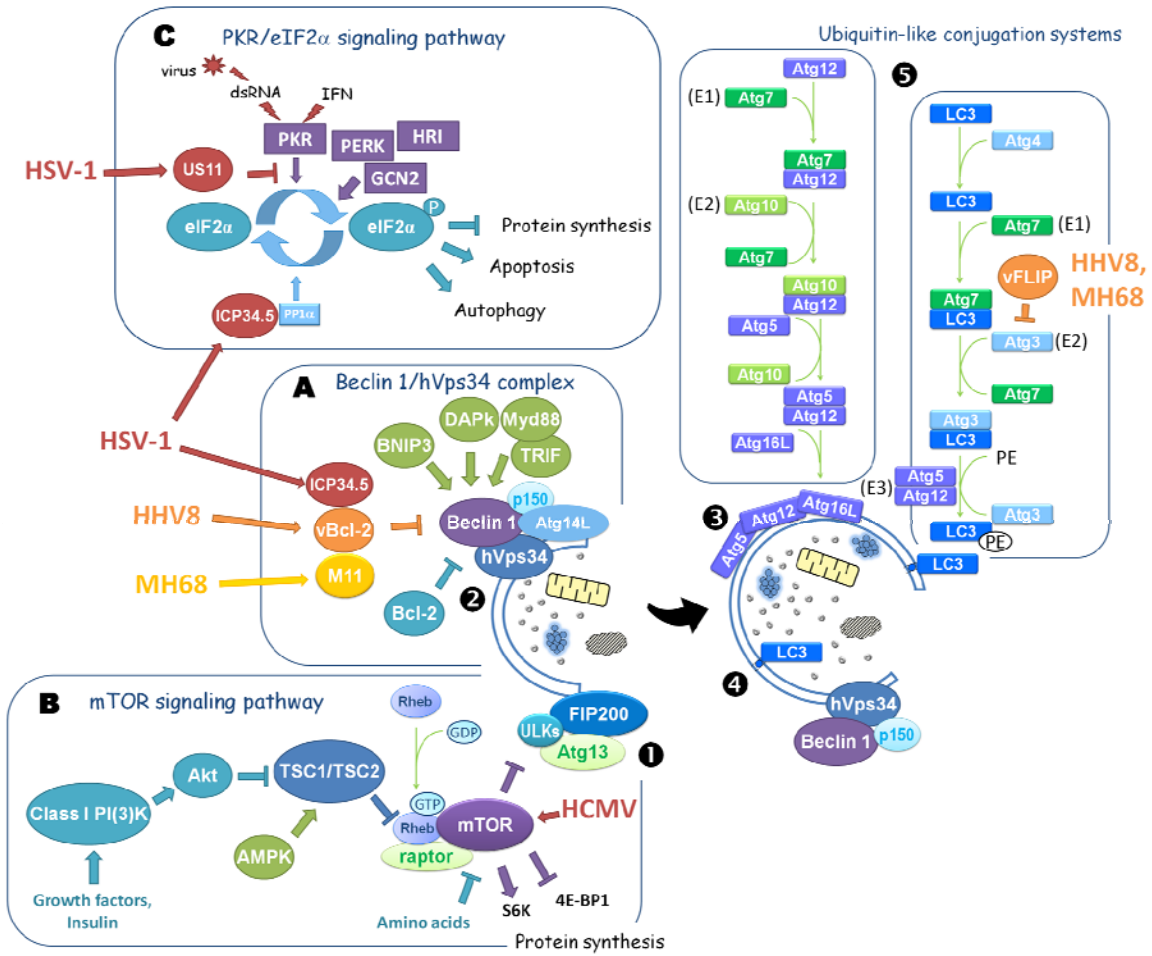 C
PKR/eIF2α signaling pathway
virus
dsRNA
IFN
PKR
PERK
HRI
GCN2
HSV-1
US11
eIF2α
eIF2α
P
Protein synthesis
Apoptosis
Autophagy
ICP34.5
PP1α
HSV-1
A
Beclin 1/hVps34 complex
BNIP3
DAPk
Myd88
TRIF
ICP34.5
p150
Beclin 1
Atg14L
hVps34
HHV8
vBcl-2
MH68
M11
Bcl-2
2
B
mTOR signaling pathway
Rheb
GDP
FIP200
ULKs
Atg13
1
Akt
TSC1/TSC2
Class I PI(3)K
GTP
Rheb
mTOR
HCMV
raptor
AMPK
Growth factors,
Insulin
Amino acids
S6K
4E-BP1
Protein synthesis
Ubiquitin-like conjugation systems
5
Atg12
(E1)
Atg7
Atg7
Atg12
(E2)
Atg10
Atg7
Atg10
Atg12
Atg5
Atg10
Atg5
Atg12
Atg16L
LC3
Atg4
LC3
Atg7
(E1)
vFLIP
HHV8,
MH68
Atg7
LC3
Atg3
(E2)
Atg7
Atg3
LC3
PE
(E3)
Atg5
Atg12
Atg3
LC3
PE
3
Atg5
Atg12
Atg16L
LC3
LC3
4
hVps34
Beclin 1
p150